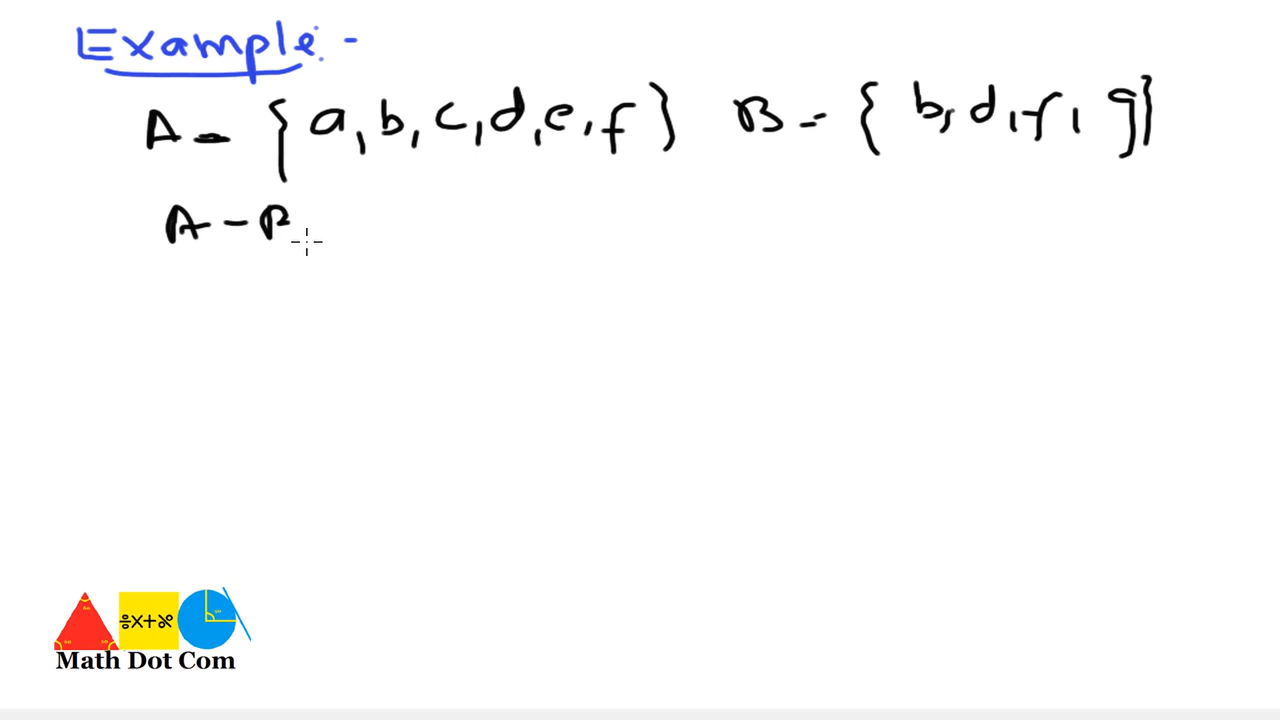 Example:-
A = {a, b, c, d, e, f} B = {b, d, f, g}
A - B
÷x+%
Math Dot Com